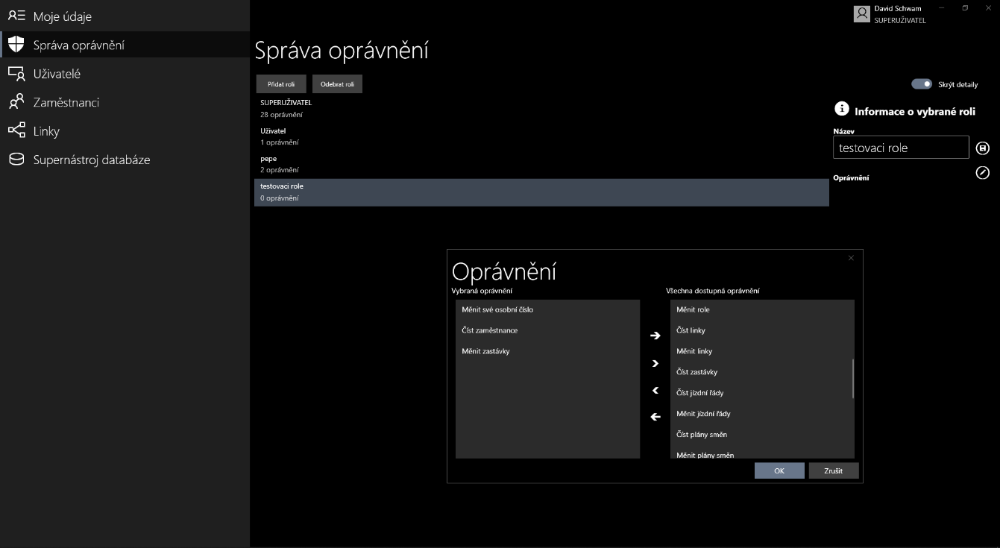 Moje údaje
Správa oprávnění
Uživatelé
Zaměstnanci
Linky
Supernástroj databáze
David Schwam
SUPERUŽIVATEL
Správa oprávnění
Přidat roli
Odebrat roli
Skrýt detaily
SUPERUŽIVATEL
28 oprávnění
Uživatel
1 oprávnění
pepe
2 oprávnění
testovaci role
0 oprávnění
Informace o vybrané roli
Název
testovaci role
Oprávnění
Oprávnění
Vybraná oprávnění
Měnit své osobní číslo
Číst zaměstnance
Měnit zastávky
Všechna dostupná oprávnění
Měnit role
Číst linky
Měnit linky
Číst zastávky
Číst jízdní řády
Měnit jízdní řády
Číst plány směn
Měnit plány směn
OK
Zrušit